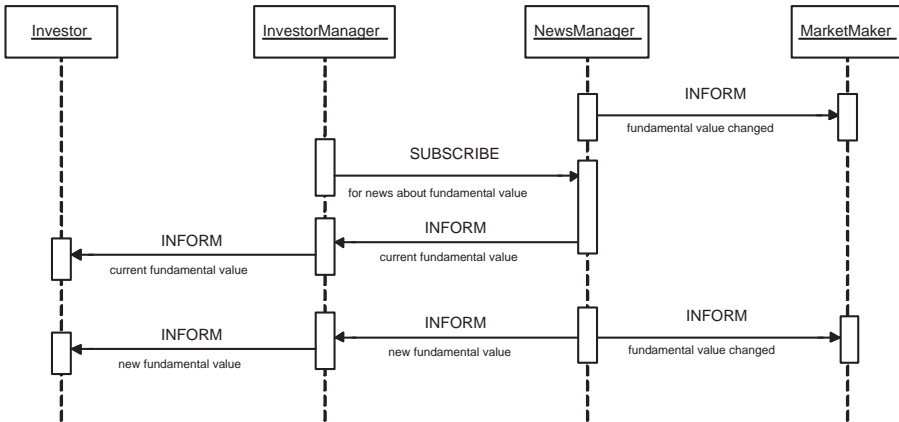 Investor
InvestorManager
NewsManager
MarketMaker
INFORM
fundamental value changed
SUBSCRIBE
for news about fundamental value
INFORM
current fundamental value
INFORM
current fundamental value
INFORM
new fundamental value
INFORM
new fundamental value
INFORM
fundamental value changed